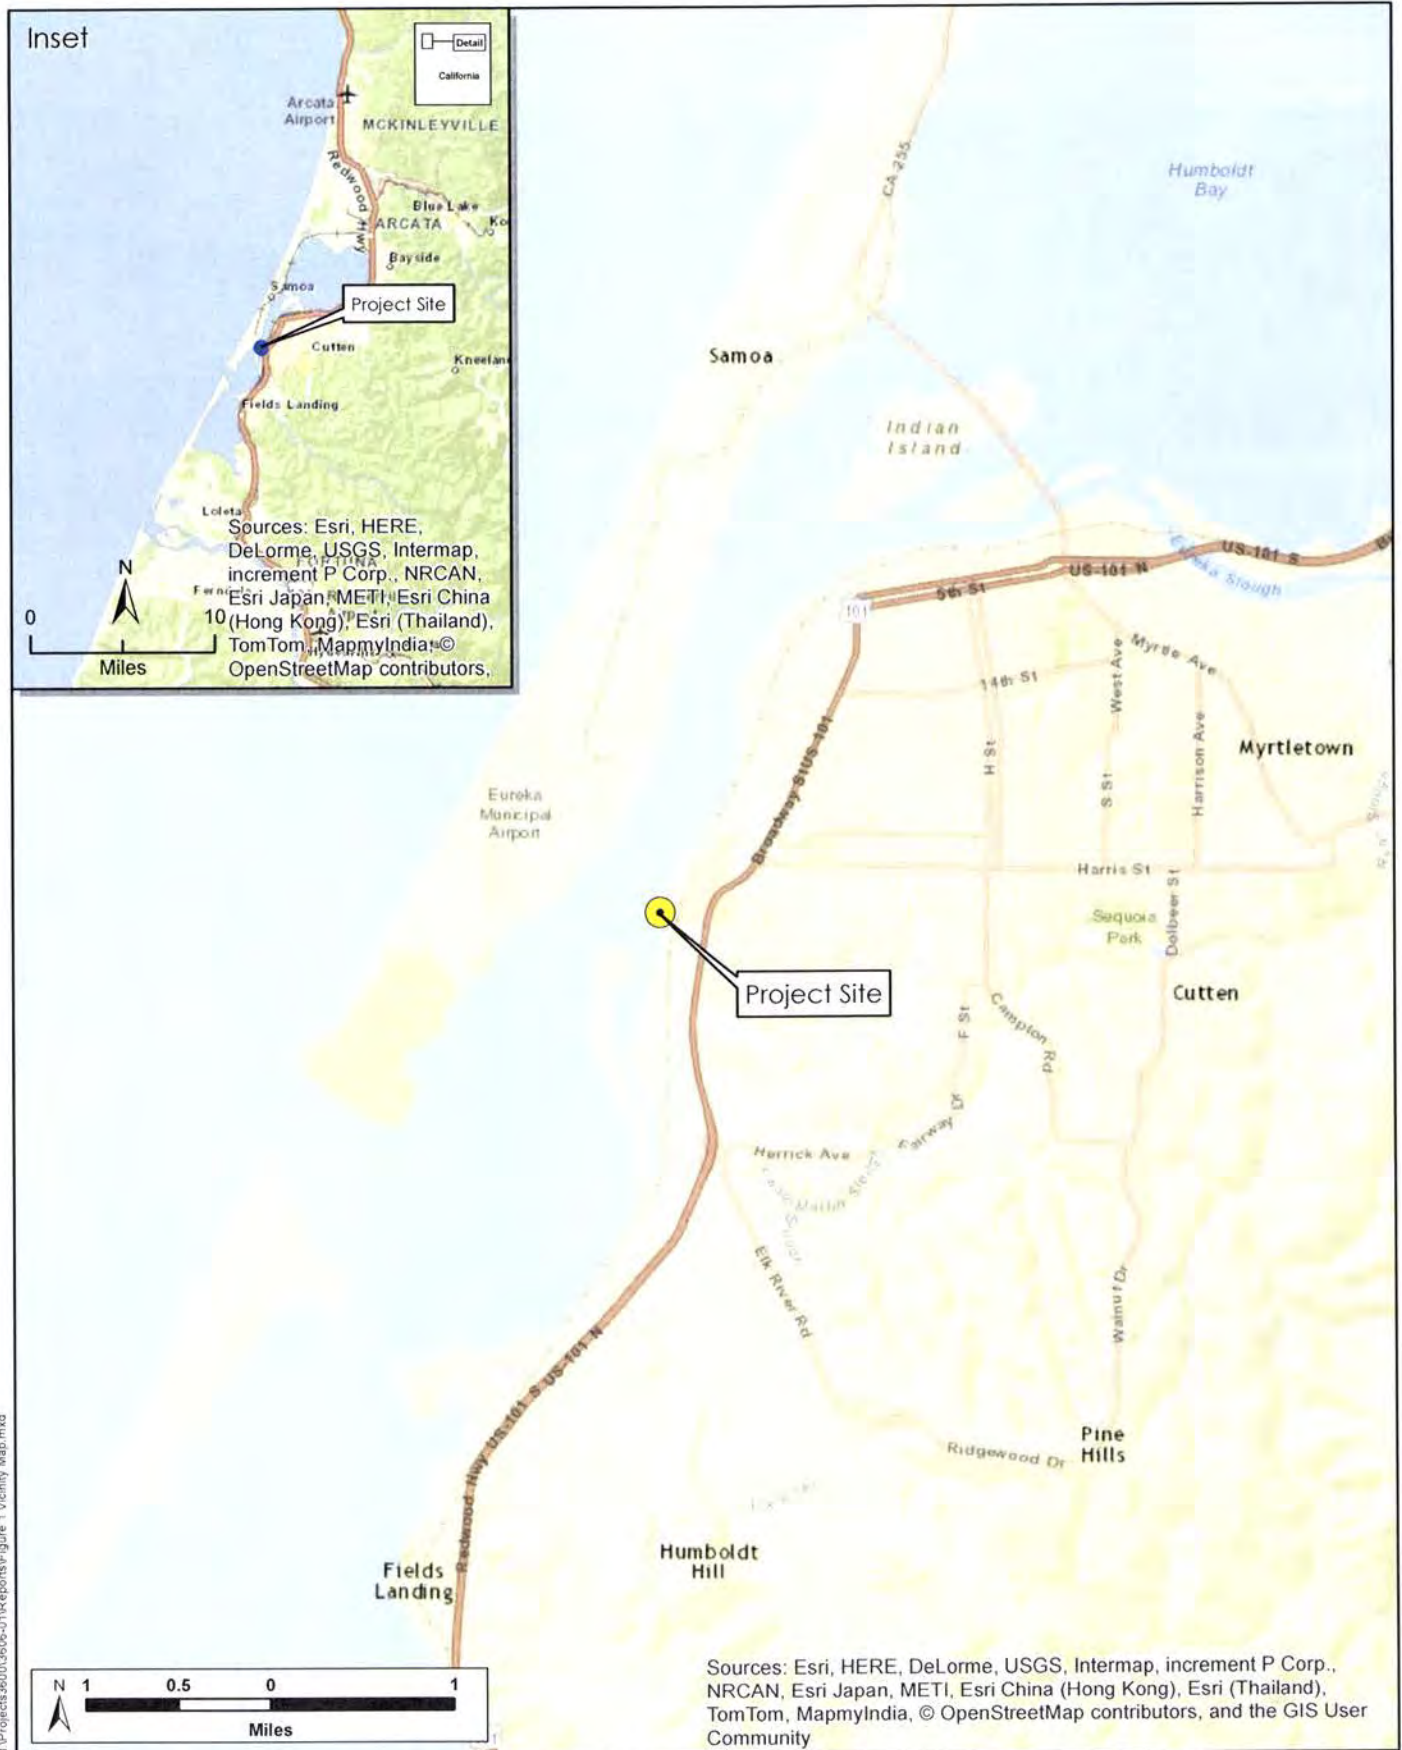 Inset
Detail
California
Arcata
Airport
MCKINLEYVILLE
Redwood Hwy
Blue Lake
ARCATA
Bayside
Samoa
Project Site
Cutten
Fields Landing
Loleta
Sources: Esri, HERE,
DeLorme, USGS, Intermap,
increment P Corp., NRCAN,
Esri Japan, METI, Esri China
(Hong Kong), Esri (Thailand),
TomTom, MapmyIndia, ©
OpenStreetMap contributors,
FORTUNA
N
0 10
Miles
CA-255
Humboldt
Bay
Samoa
Indian
Island
US-101 S
US-101 N
Eureka Slough
5th St
101
Myrtle Ave
West Ave
14th St
Harrison Ave
Myrtletown
H St
S St
Broadway St US-101
Eureka
Municipal
Airport
Harris St
Dolbeer St
Sequoia
Park
Project Site
Cutten
F St
Campton Rd
Fairway Dr
Herrick Ave
Martin Slough
Elk River Rd
Walnut Dr
Redwood Hwy US-101 S US-101 N
Pine
Hills
Ridgewood Dr
Humboldt
Hill
Fields
Landing
N 1 0.5 0 1
Miles
Sources: Esri, HERE, DeLorme, USGS, Intermap, increment P Corp.,
NRCAN, Esri Japan, METI, Esri China (Hong Kong), Esri (Thailand),
TomTom, MapmyIndia, © OpenStreetMap contributors, and the GIS User
Community